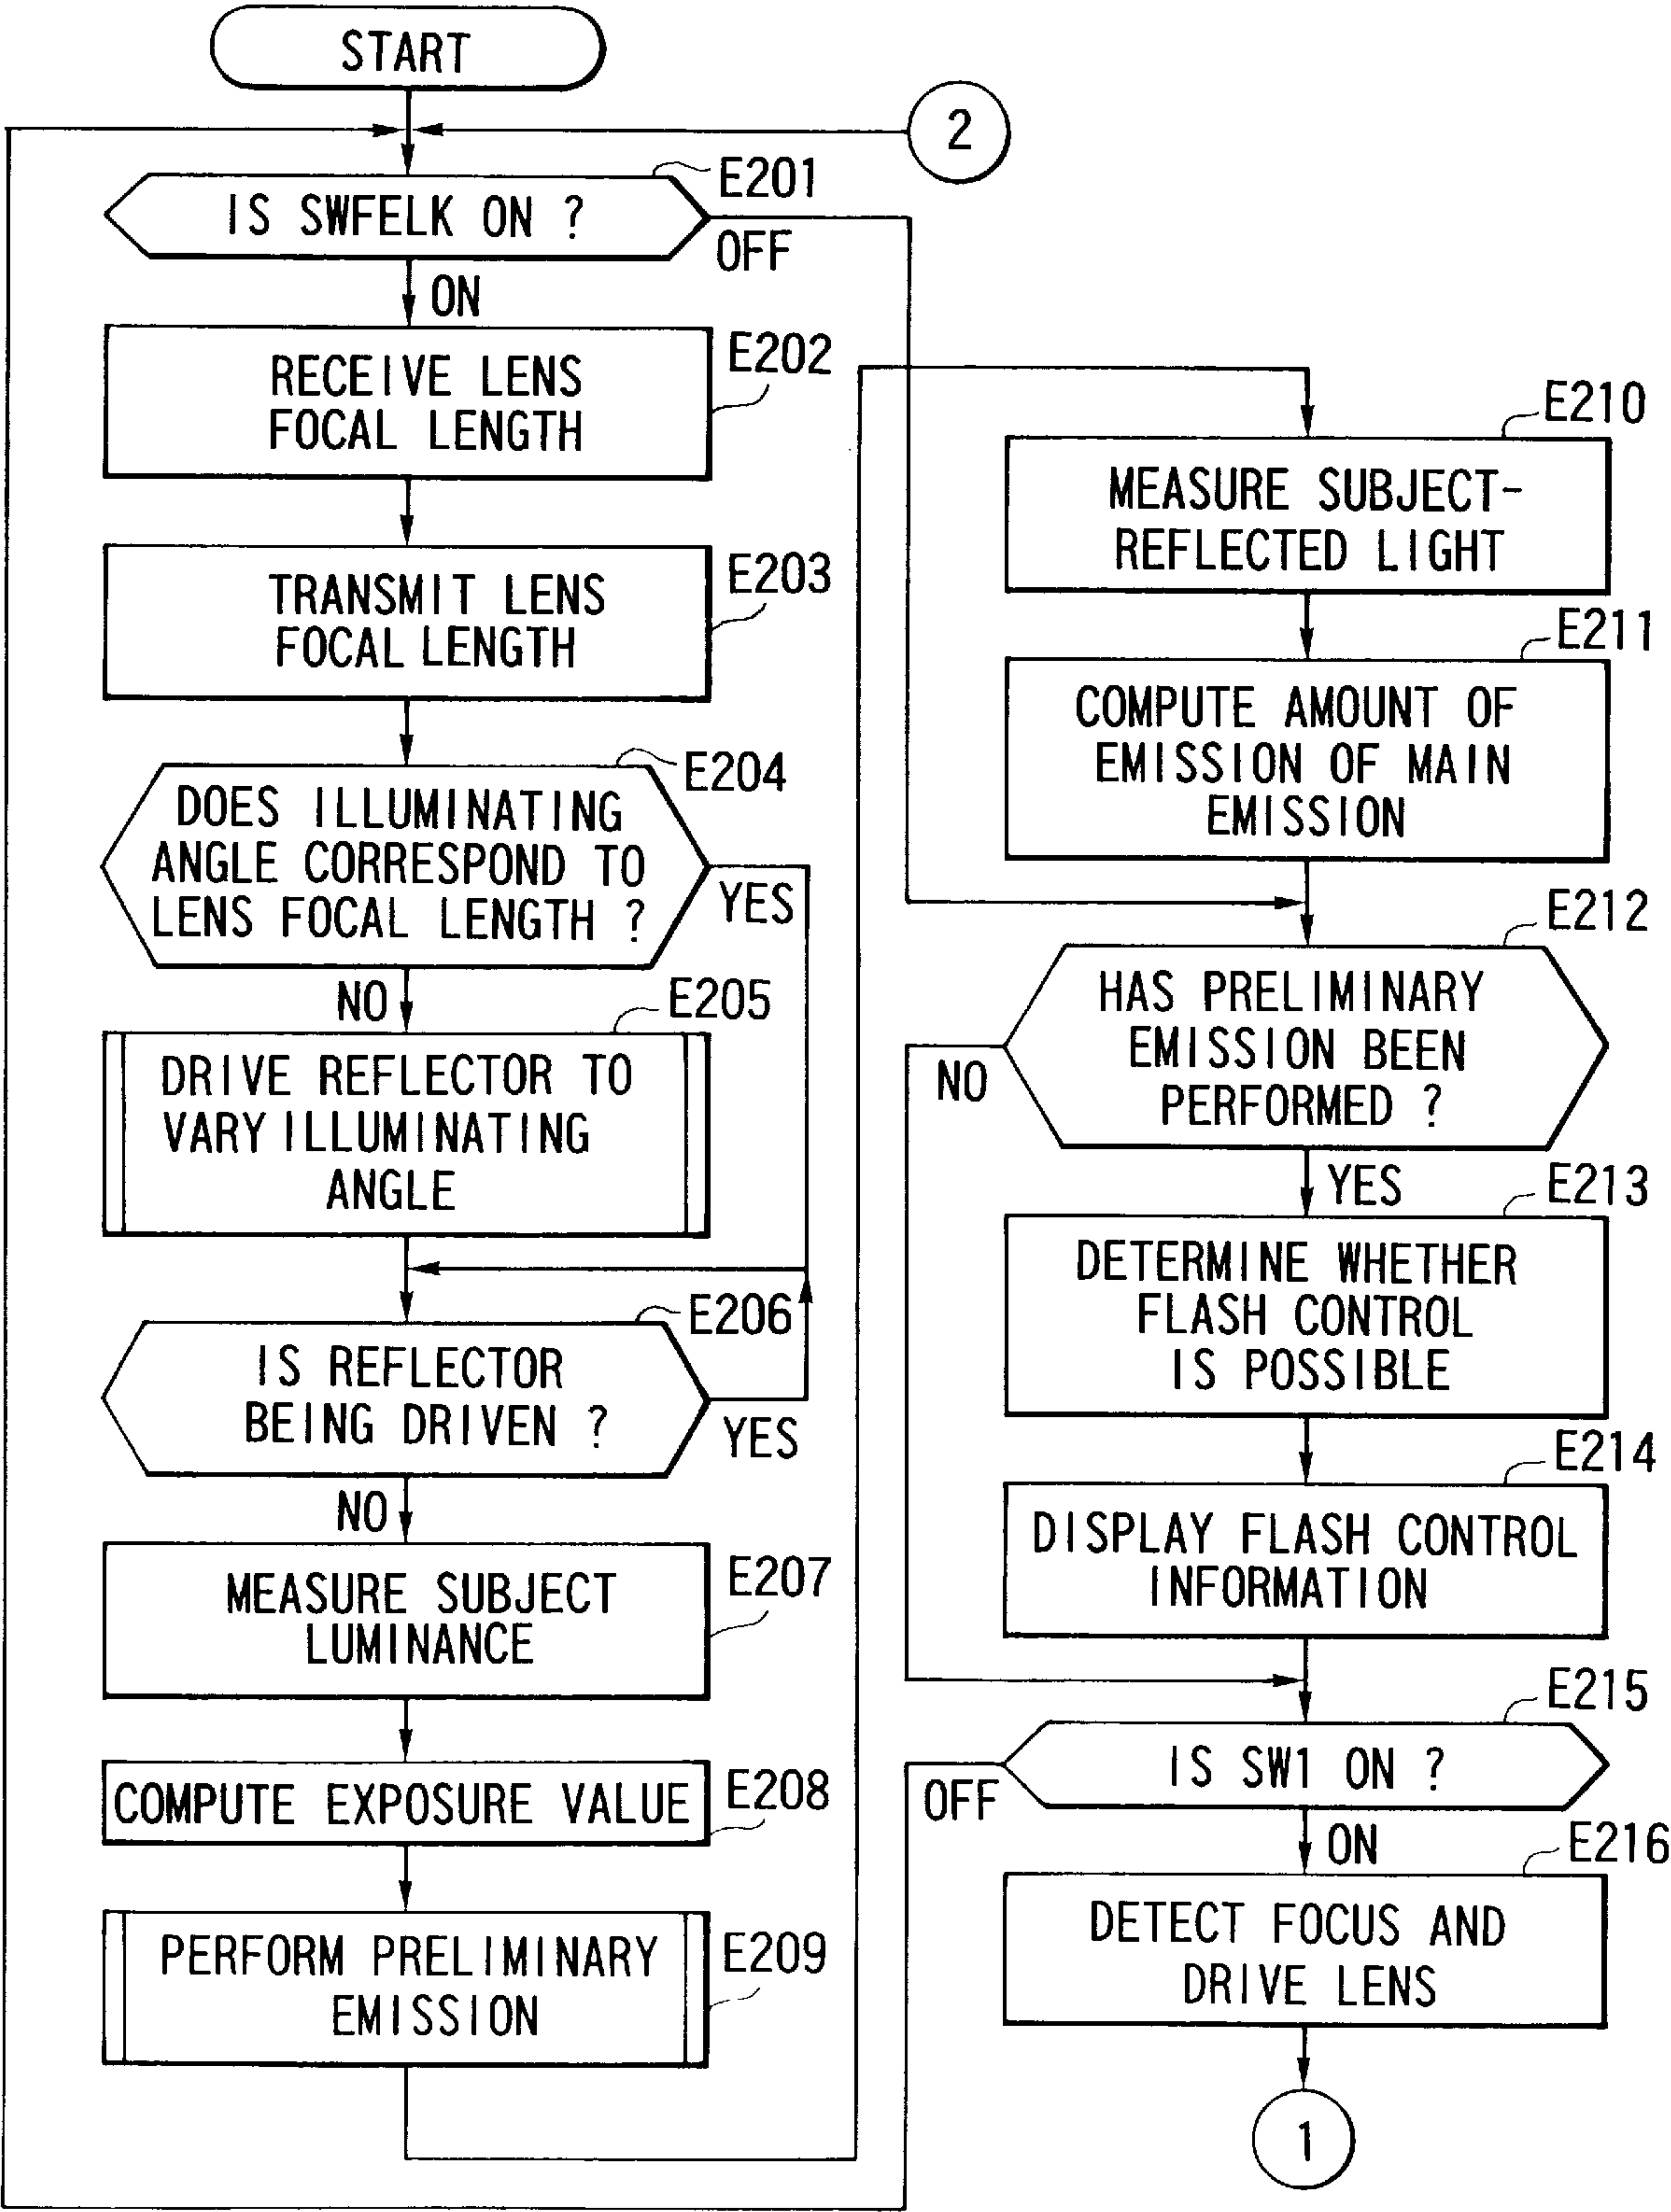 START
2
E201
IS SWFELK ON ?
OFF
ON
E202
RECEIVE LENS
FOCAL LENGTH
E203
TRANSMIT LENS
FOCAL LENGTH
E204
DOES ILLUMINATING
ANGLE CORRESPOND TO
LENS FOCAL LENGTH ?
YES
NO
E205
DRIVE REFLECTOR TO
VARY ILLUMINATING
ANGLE
E206
IS REFLECTOR
BEING DRIVEN ?
YES
NO
E207
MEASURE SUBJECT
LUMINANCE
E208
COMPUTE EXPOSURE VALUE
E209
PERFORM PRELIMINARY
EMISSION
E210
MEASURE SUBJECT-
REFLECTED LIGHT
E211
COMPUTE AMOUNT OF
EMISSION OF MAIN
EMISSION
E212
HAS PRELIMINARY
EMISSION BEEN
PERFORMED ?
NO
YES
E213
DETERMINE WHETHER
FLASH CONTROL
IS POSSIBLE
E214
DISPLAY FLASH CONTROL
INFORMATION
E215
IS SW1 ON ?
OFF
ON
E216
DETECT FOCUS AND
DRIVE LENS
1